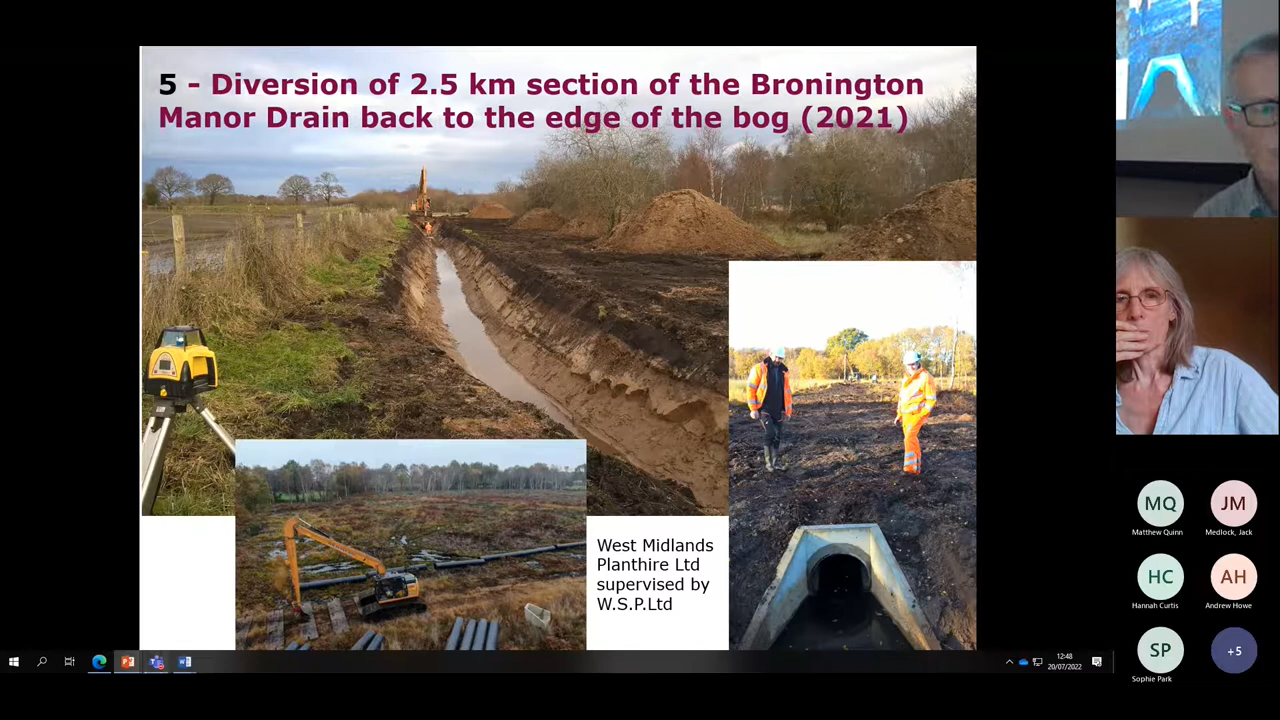 5 - Diversion of 2.5 km section of the Bronington
Manor Drain back to the edge of the bog (2021)
West Midlands
Planthire Ltd
supervised by
W.S.P.Ltd
MQ
JM
Matthew Quinn
Medlock, Jack
HC
AH
Hannah Curtis
Andrew Howe
SP
+5
Sophie Park
12:48
20/07/2022